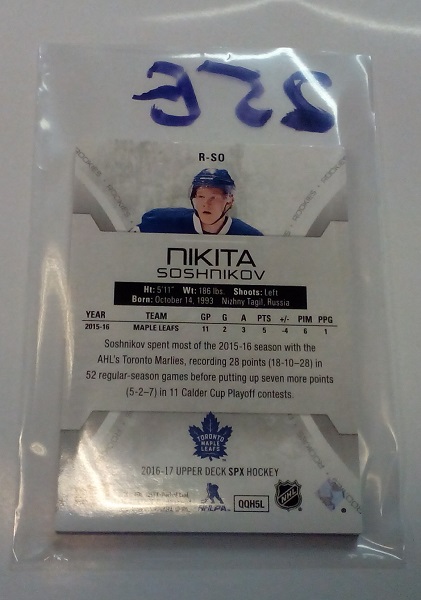 R-SO
NIKITA
SOSHNIKOV
Ht: 5'11" Wt: 186 lbs. Shoots: Left
Born: October 14, 1993 Nizhny Tagil, Russia
YEAR TEAM GP G A PTS +/- PIM PPG
2015-16 MAPLE LEAFS 11 2 3 5 -4 6 1
Soshnikov spent most of the 2015-16 season with the
AHL's Toronto Marlies, recording 28 points (18-10–28) in
52 regular-season games before putting up seven more points
(5-2–7) in 11 Calder Cup Playoff contests.
TORONTO
MAPLE
LEAFS
2016-17 UPPER DECK SPX HOCKEY
NHLPA
QQH5L
NHL